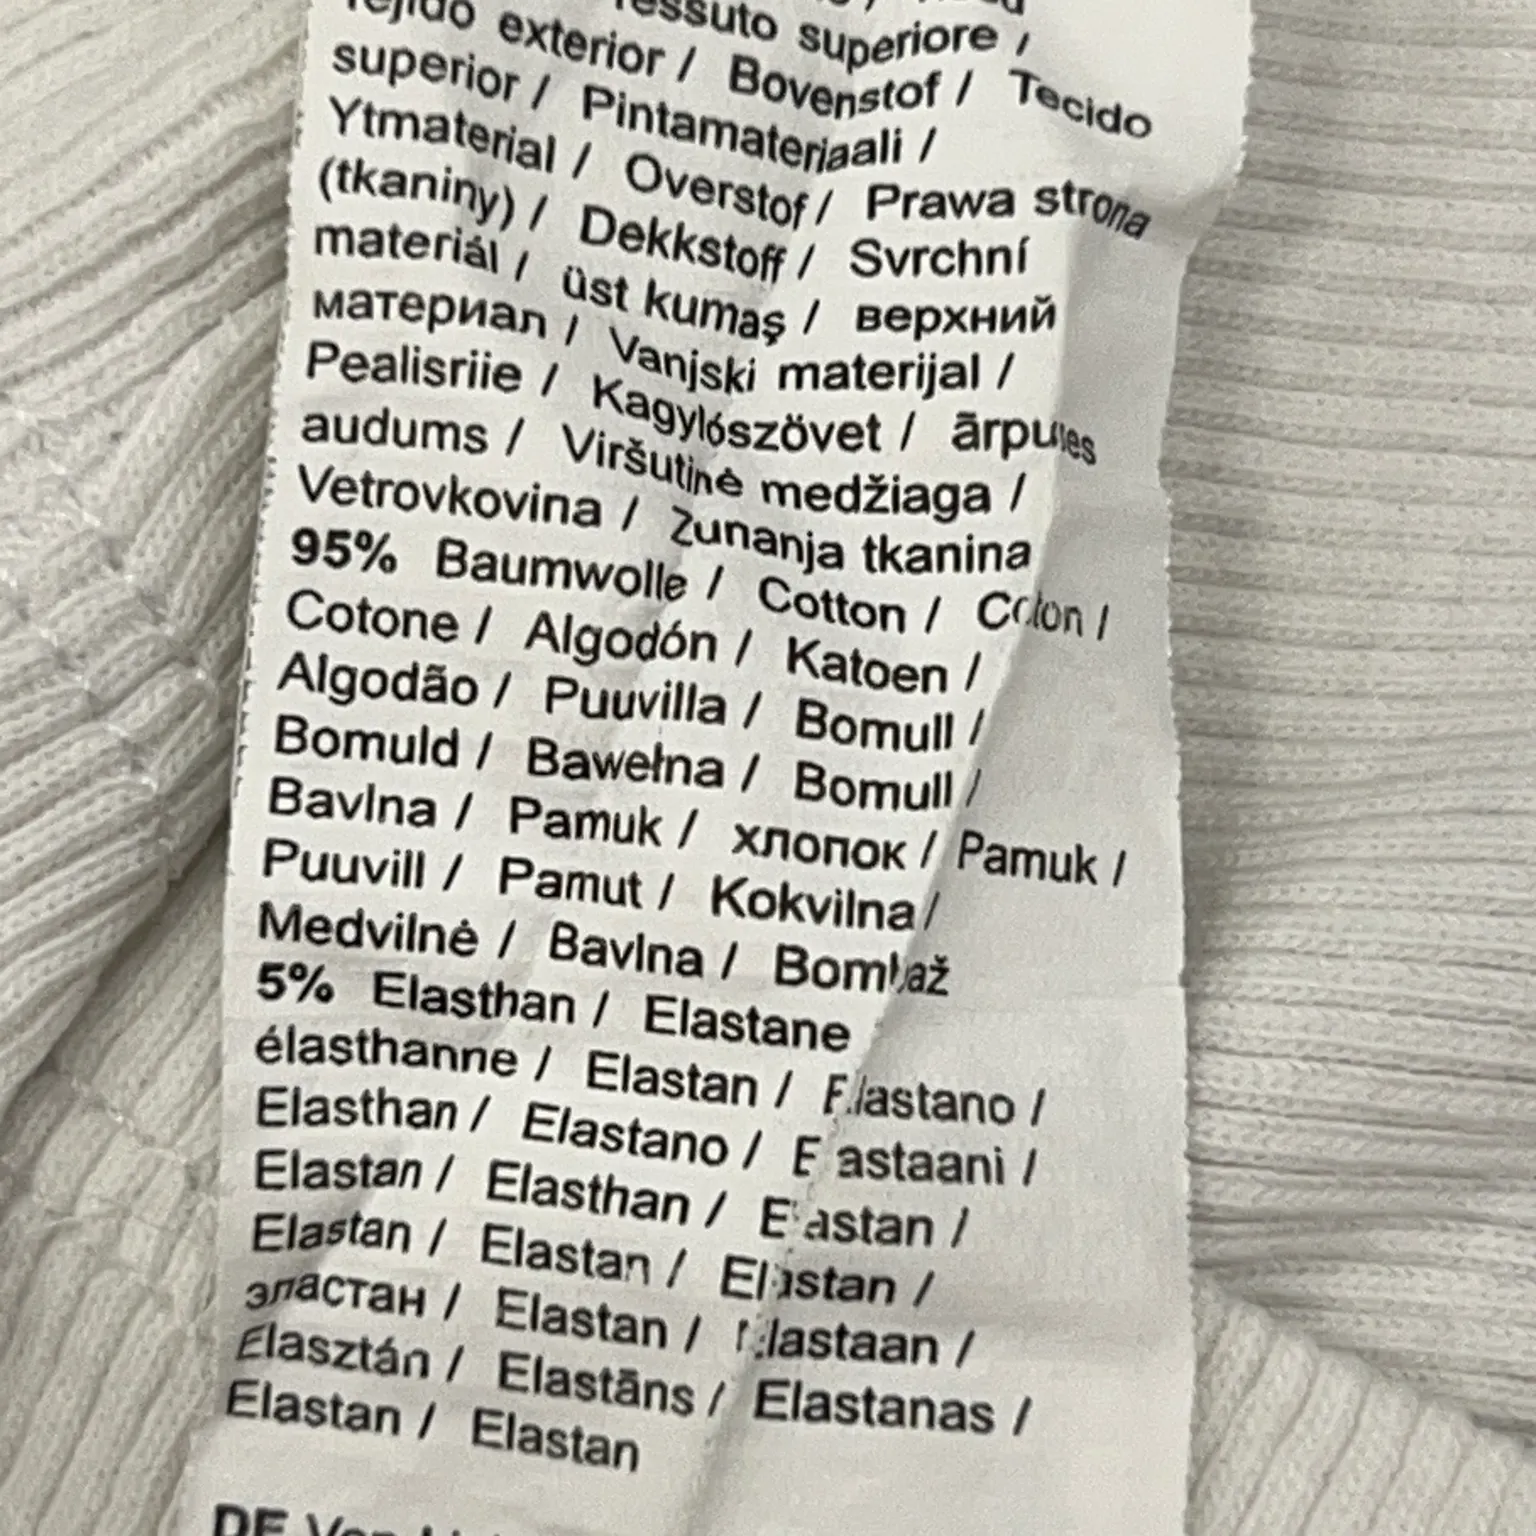 Tejido exterior / Tessuto superiore /
superior / Bovenstof / Tecido
Ytmaterial / Pintamateriaali /
(tkaniny) / Overstof / Prawa strona
materiál / Dekkstoff / Svrchní
материал / üst kumaş / верхний
Pealisriie / Vanjski materijal /
audums / Kagylószövet / ārpuses
Vetrovkovina / Viršutinė medžiaga /
95% Baumwolle / Zunanja tkanina
Cotone / Algodón / Cotton / Coton /
Algodão / Puuvilla / Katoen /
Bomuld / Bawełna / Bomull /
Bavlna / Pamuk / хлопок / Bomull /
Puuvill / Pamut / Kokvilna / Pamuk /
Medvilnė / Bavlna / Bombaž
5% Elasthan / Elastane
élasthanne / Elastan / Elastano /
Elasthan / Elastano / Elastaani /
Elastan / Elasthan / Elastan /
Elastan / Elastan / Elastan /
эластан / Elastan / Elastaan /
Elasztán / Elastāns / Elastanas /
Elastan / Elastan
DE